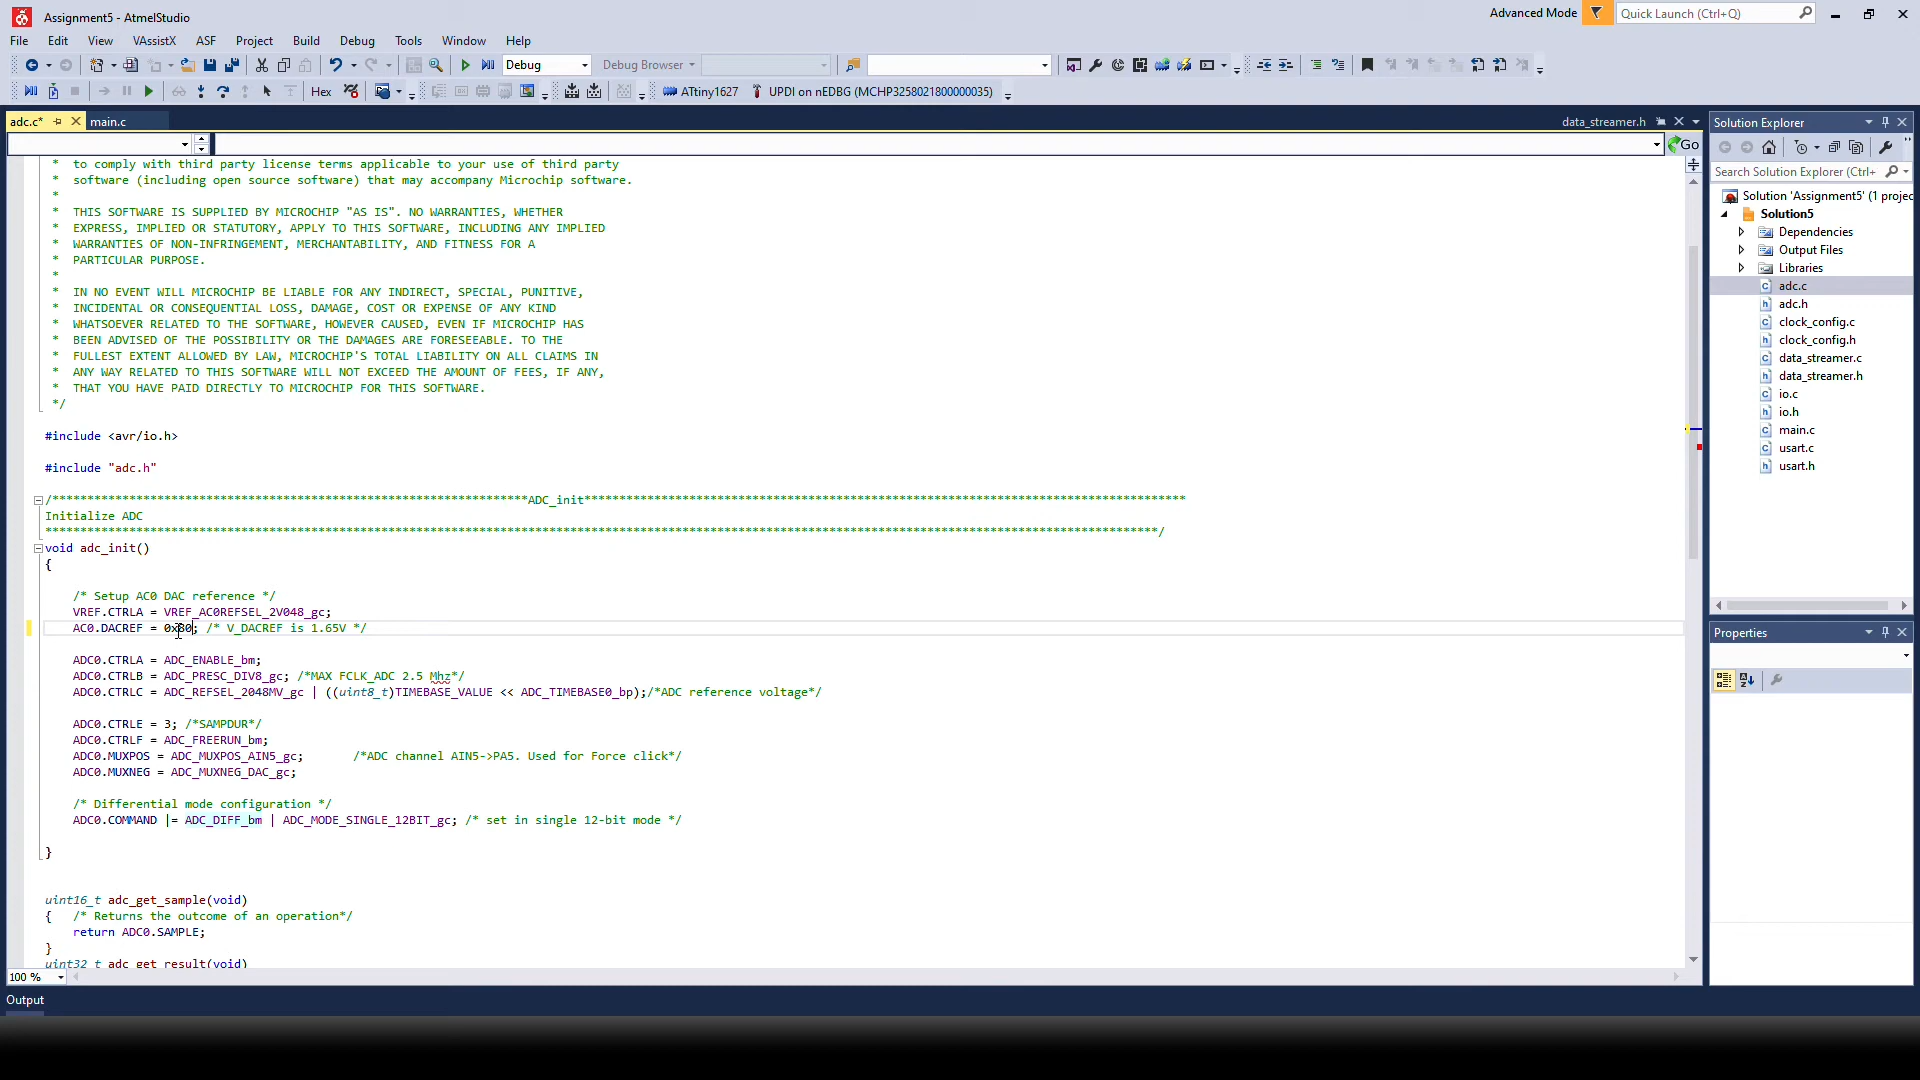 Assignment5 - AtmelStudio
Advanced Mode
Quick Launch (Ctrl+Q)
File Edit View VAssistX ASF Project Build Debug Tools Window Help
Debug Debug Browser
Hex ATtiny1627 UPDI on nEDBG (MCHP3258021800000035)
adc.c* main.c data_streamer.h
Go
* to comply with third party license terms applicable to your use of third party
* software (including open source software) that may accompany Microchip software.
*
* THIS SOFTWARE IS SUPPLIED BY MICROCHIP "AS IS". NO WARRANTIES, WHETHER
* EXPRESS, IMPLIED OR STATUTORY, APPLY TO THIS SOFTWARE, INCLUDING ANY IMPLIED
* WARRANTIES OF NON-INFRINGEMENT, MERCHANTABILITY, AND FITNESS FOR A
* PARTICULAR PURPOSE.
*
* IN NO EVENT WILL MICROCHIP BE LIABLE FOR ANY INDIRECT, SPECIAL, PUNITIVE,
* INCIDENTAL OR CONSEQUENTIAL LOSS, DAMAGE, COST OR EXPENSE OF ANY KIND
* WHATSOEVER RELATED TO THE SOFTWARE, HOWEVER CAUSED, EVEN IF MICROCHIP HAS
* BEEN ADVISED OF THE POSSIBILITY OR THE DAMAGES ARE FORESEEABLE. TO THE
* FULLEST EXTENT ALLOWED BY LAW, MICROCHIP'S TOTAL LIABILITY ON ALL CLAIMS IN
* ANY WAY RELATED TO THIS SOFTWARE WILL NOT EXCEED THE AMOUNT OF FEES, IF ANY,
* THAT YOU HAVE PAID DIRECTLY TO MICROCHIP FOR THIS SOFTWARE.
*/
#include <avr/io.h>
#include "adc.h"
/********************************************************************ADC_init**************************************************************************************
Initialize ADC
***************************************************************************************************************************************************************/
void adc_init()
{
/* Setup AC0 DAC reference */
VREF.CTRLA = VREF_AC0REFSEL_2V048_gc;
AC0.DACREF = 0x80; /* V_DACREF is 1.65V */
ADC0.CTRLA = ADC_ENABLE_bm;
ADC0.CTRLB = ADC_PRESC_DIV8_gc; /*MAX FCLK_ADC 2.5 Mhz*/
ADC0.CTRLC = ADC_REFSEL_2048MV_gc | ((uint8_t)TIMEBASE_VALUE << ADC_TIMEBASE0_bp);/*ADC reference voltage*/
ADC0.CTRLE = 3; /*SAMPDUR*/
ADC0.CTRLF = ADC_FREERUN_bm;
ADC0.MUXPOS = ADC_MUXPOS_AIN5_gc; /*ADC channel AIN5->PA5. Used for Force click*/
ADC0.MUXNEG = ADC_MUXNEG_DAC_gc;
/* Differential mode configuration */
ADC0.COMMAND |= ADC_DIFF_bm | ADC_MODE_SINGLE_12BIT_gc; /* set in single 12-bit mode */
}
uint16_t adc_get_sample(void)
{ /* Returns the outcome of an operation*/
return ADC0.SAMPLE;
}
uint32_t adc_get_result(void)
100 %
Output
Solution Explorer
Search Solution Explorer (Ctrl+
Solution 'Assignment5' (1 projec
Solution5
Dependencies
Output Files
Libraries
adc.c
adc.h
clock_config.c
clock_config.h
data_streamer.c
data_streamer.h
io.c
io.h
main.c
usart.c
usart.h
Properties